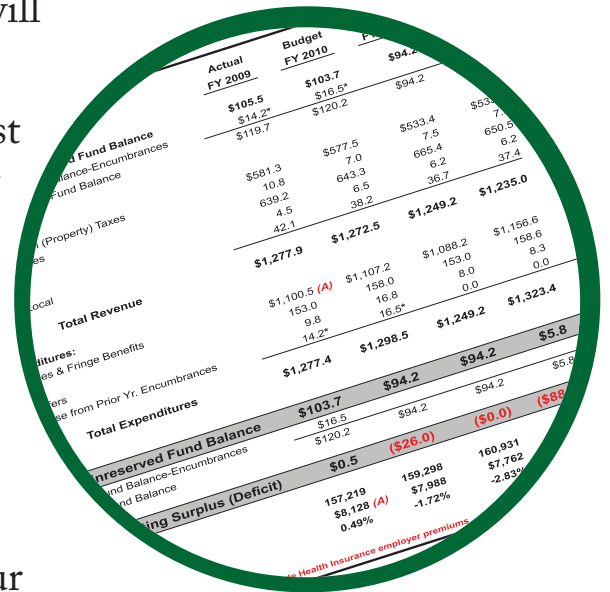 vill
st
ur
Actual Budget
FY 2009 FY 2010
$105.5 $103.7 $94.2
d Fund Balance $14.2* $16.5*
lance-Encumbrances $119.7 $120.2 $94.2
Fund Balance
$581.3 $577.5 $533.4
10.8 7.0 7.5
(Property) Taxes 639.2 643.3 665.4 650.5
es 4.5 6.5 6.2 6.2
42.1 38.2 36.7 37.4
ocal
Total Revenue $1,277.9 $1,272.5 $1,249.2 $1,235.0
ditures:
es & Fringe Benefits $1,100.5 (A) $1,107.2 $1,088.2 $1,156.6
153.0 158.0 153.0 158.6
fers 9.8 16.8 8.0 8.3
se from Prior Yr. Encumbrances 14.2* 16.5* 0.0 0.0
Total Expenditures $1,277.4 $1,298.5 $1,249.2 $1,323.4
nreserved Fund Balance $103.7 $94.2 $94.2 $5.8
und Balance-Encumbrances $16.5
nd Balance $120.2 $94.2 $94.2 $5.8
ing Surplus (Deficit) $0.5 ($26.0) ($0.0) ($88
157,219 159,298 160,931
$8,128 (A) $7,988 $7,762
0.49% -1.72% -2.83%
Health Insurance employer premiums